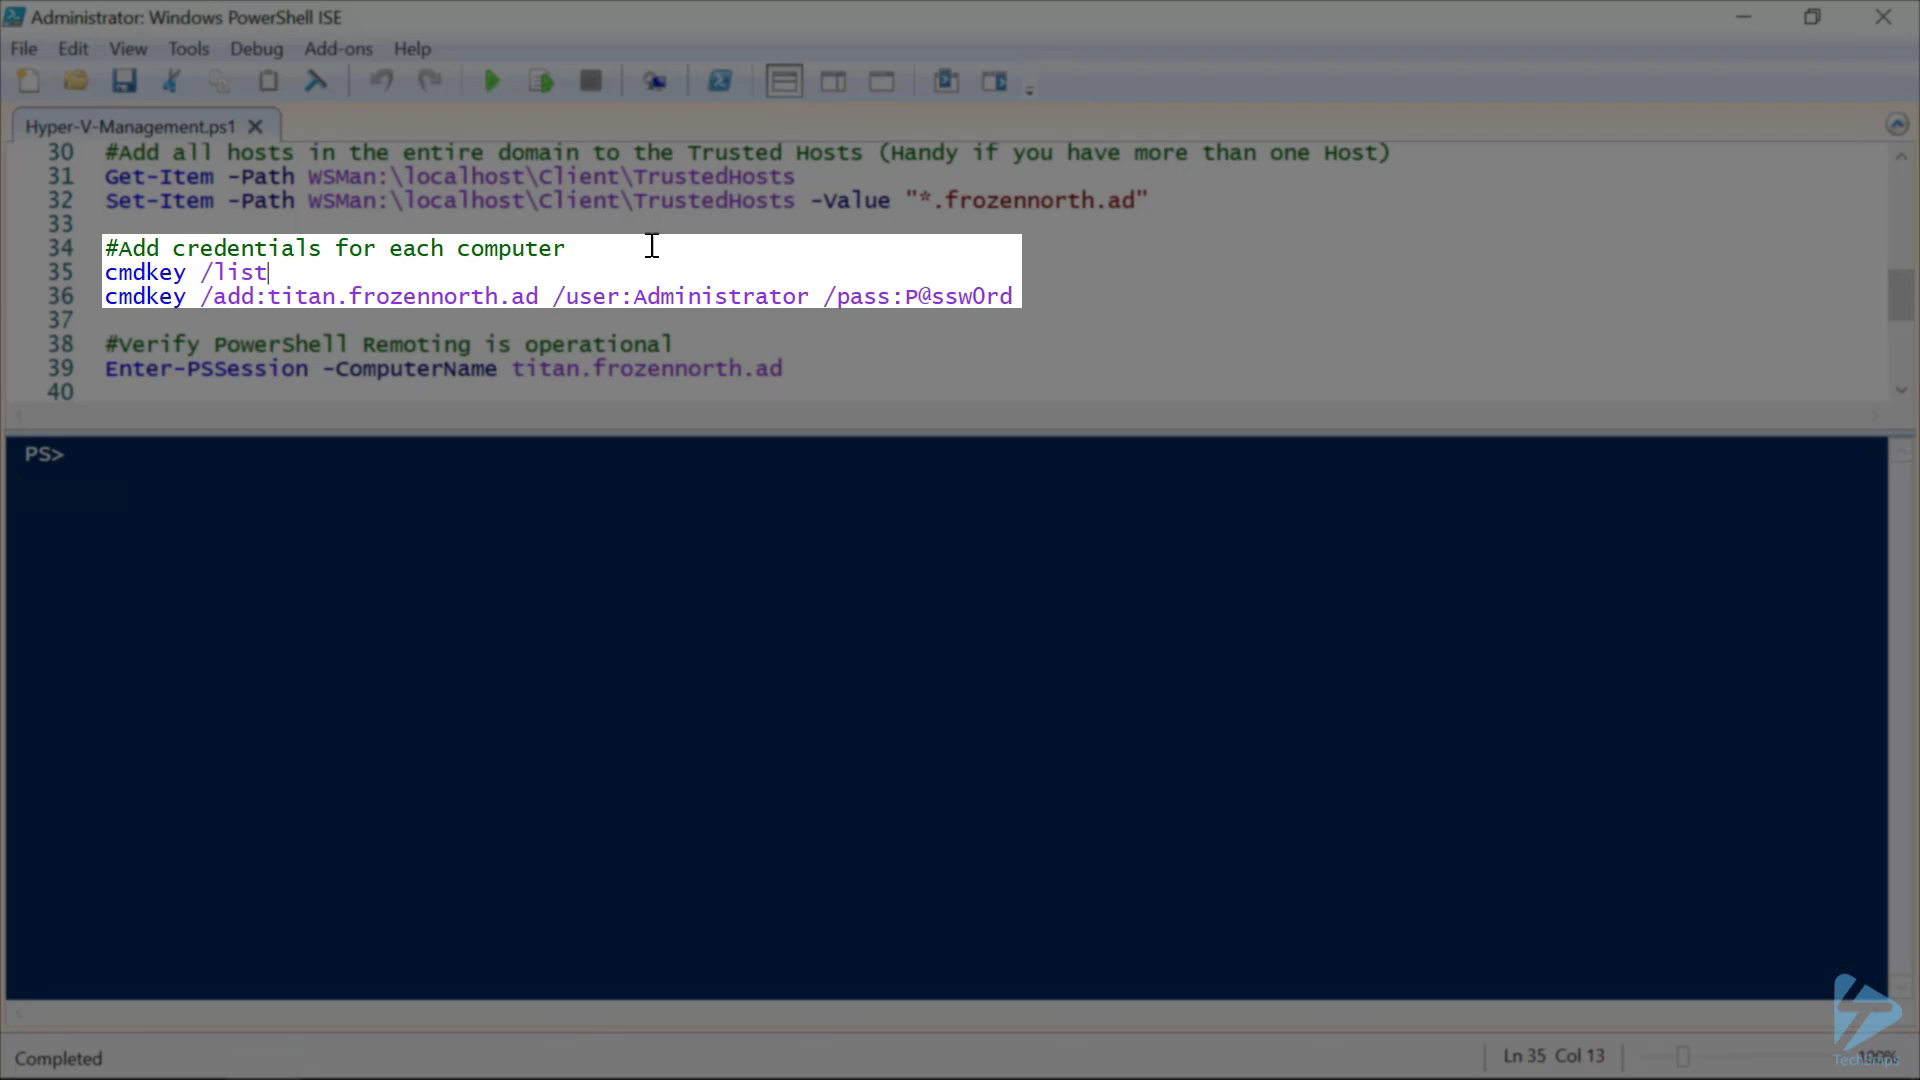 Administrator: Windows PowerShell ISE
File Edit View Tools Debug Add-ons Help
Hyper-V-Management.ps1
30 #Add all hosts in the entire domain to the Trusted Hosts (Handy if you have more than one Host)
31 Get-Item -Path WSMan:\localhost\Client\TrustedHosts
32 Set-Item -Path WSMan:\localhost\Client\TrustedHosts -Value "*.frozennorth.ad"
33
34 #Add credentials for each computer
35 cmdkey /list
36 cmdkey /add:titan.frozennorth.ad /user:Administrator /pass:P@ssw0rd
37
38 #Verify PowerShell Remoting is operational
39 Enter-PSSession -ComputerName titan.frozennorth.ad
40
PS>
Completed
Ln 35 Col 13
100%
TechSnips